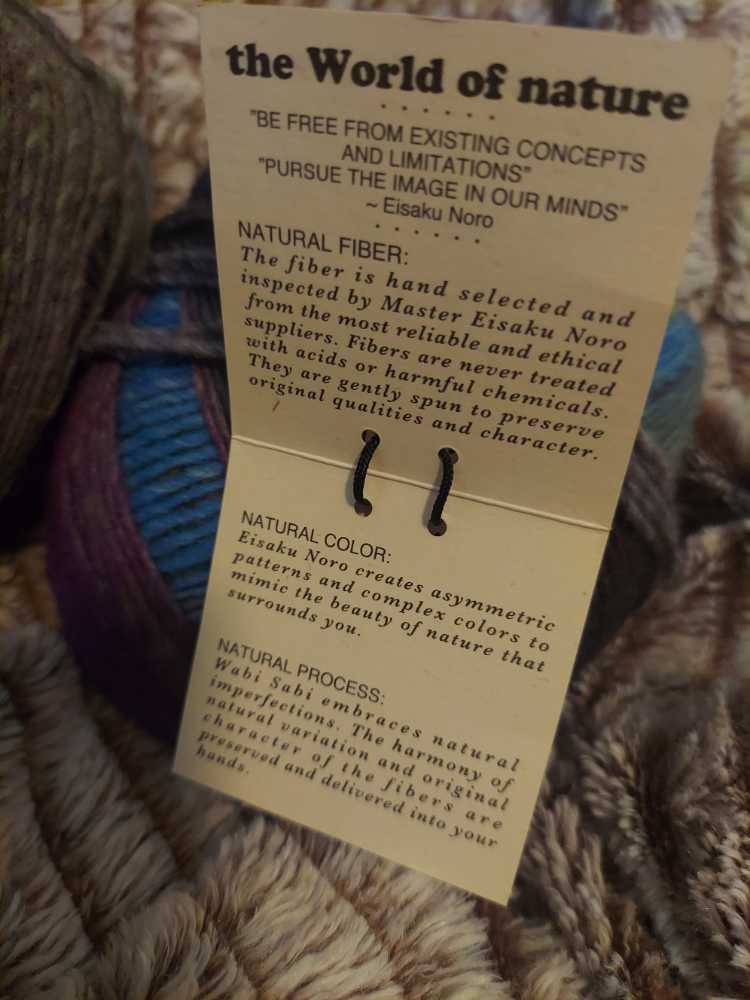 the World of nature
"BE FREE FROM EXISTING CONCEPTS
AND LIMITATIONS"
"PURSUE THE IMAGE IN OUR MINDS"
~ Eisaku Noro
NATURAL FIBER:
The fiber is hand selected and
inspected by Master Eisaku Noro
from the most reliable and ethical
suppliers. Fibers are never treated
with acids or harmful chemicals.
They are gently spun to preserve
original qualities and character.
NATURAL COLOR:
Eisaku Noro creates asymmetric
patterns and complex colors to
mimic the beauty of nature that
surrounds you.
NATURAL PROCESS:
Wabi Sabi embraces natural
imperfections. The harmony of
natural variation and original
character of the fibers are
preserved and delivered into your
hands.